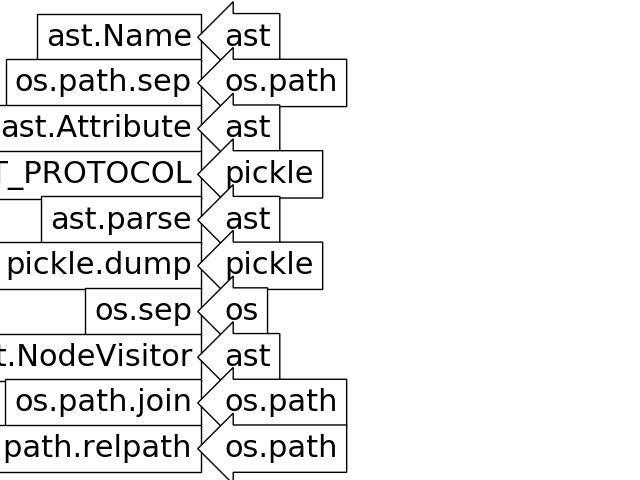 ast.Name ast
os.path.sep os.path
ast.Attribute ast
T_PROTOCOL pickle
ast.parse ast
pickle.dump pickle
os.sep os
t.NodeVisitor ast
os.path.join os.path
path.relpath os.path